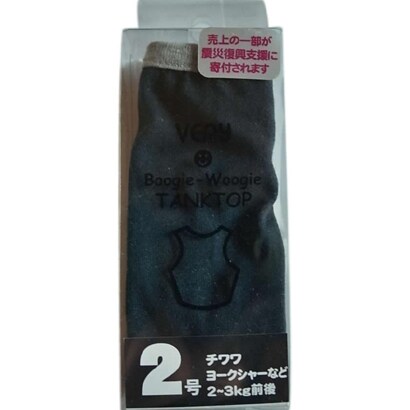 売上の一部が
震災復興支援に
寄付されます
VERY
Boogie-Woogie
TANKTOP
2号
チワワ
ヨークシャーなど
2~3kg前後